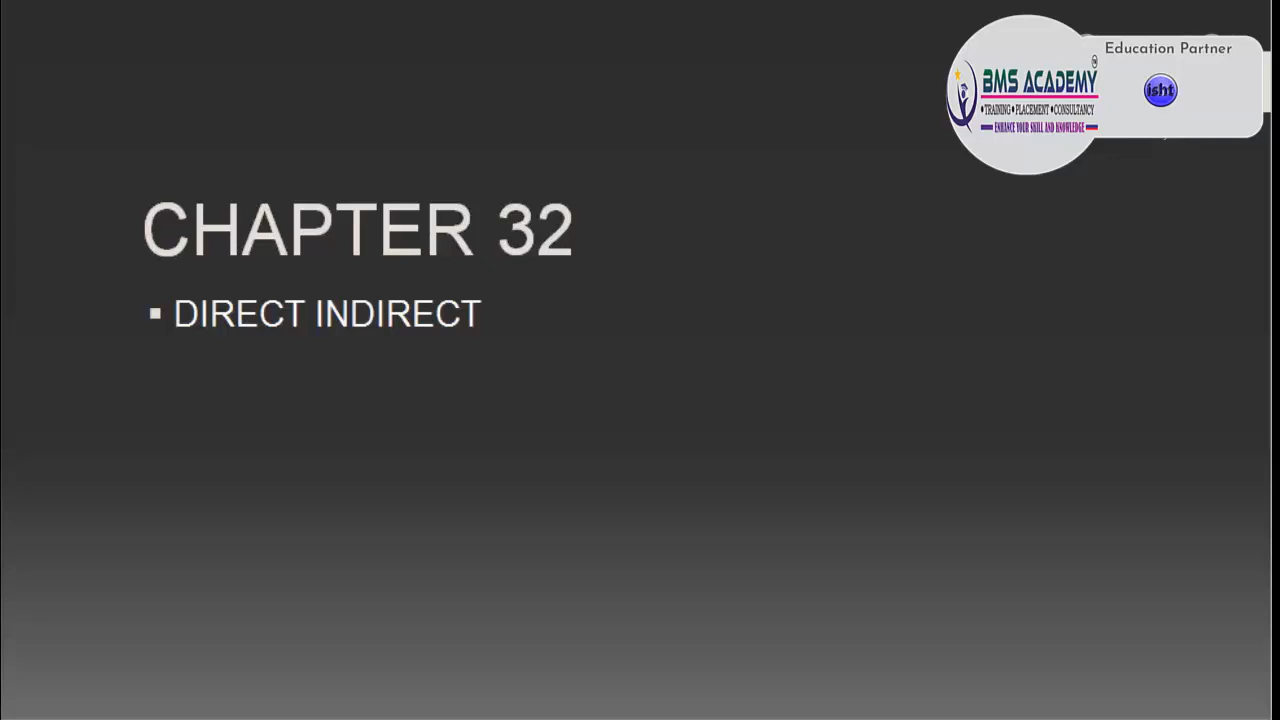 Education Partner
BMS ACADEMY
•TRAINING•PLACEMENT •CONSULTANCY
ENHANCE YOUR SKILL AND KNOWLEDGE
isht
CHAPTER 32
▪ DIRECT INDIRECT